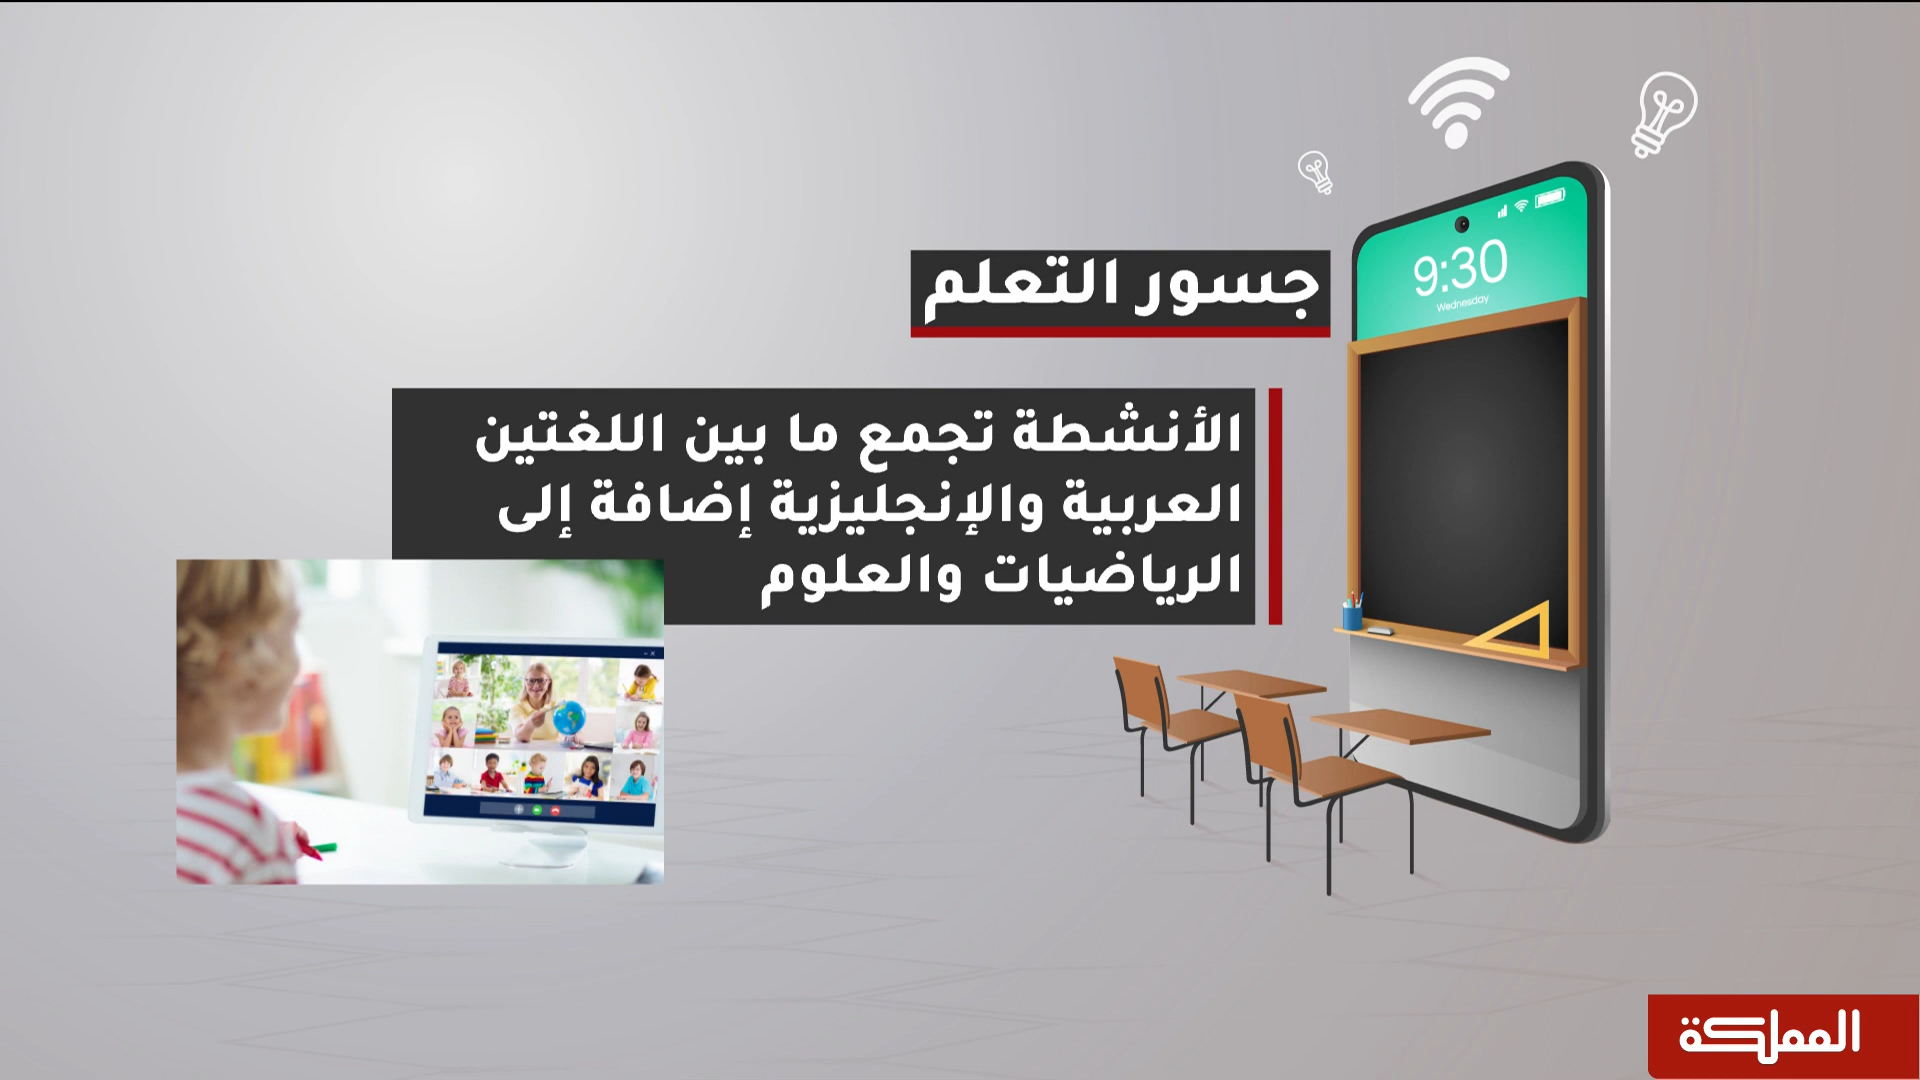 9:30
Wednesday
جسور التعلم
الأنشطة تجمع ما بين اللغتين
العربية والإنجليزية إضافة إلى
الرياضيات والعلوم
المملكة